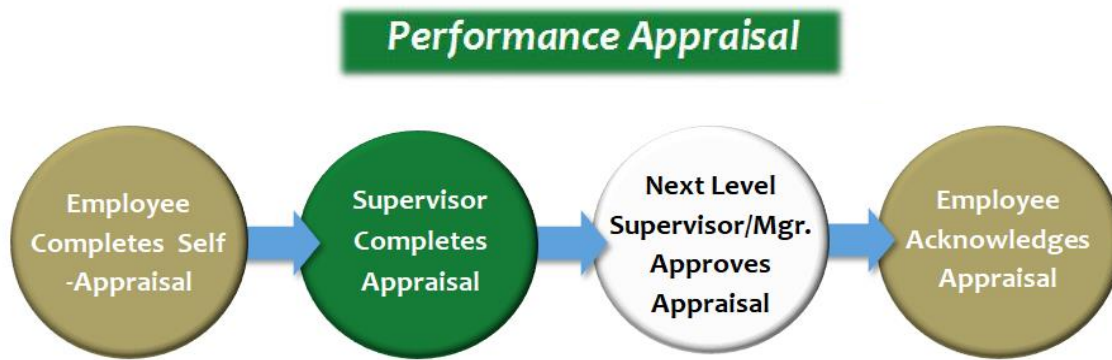 Performance Appraisal
Employee
Completes Self
-Appraisal
Supervisor
Completes
Appraisal
Next Level
Supervisor/Mgr.
Approves
Appraisal
Employee
Acknowledges
Appraisal